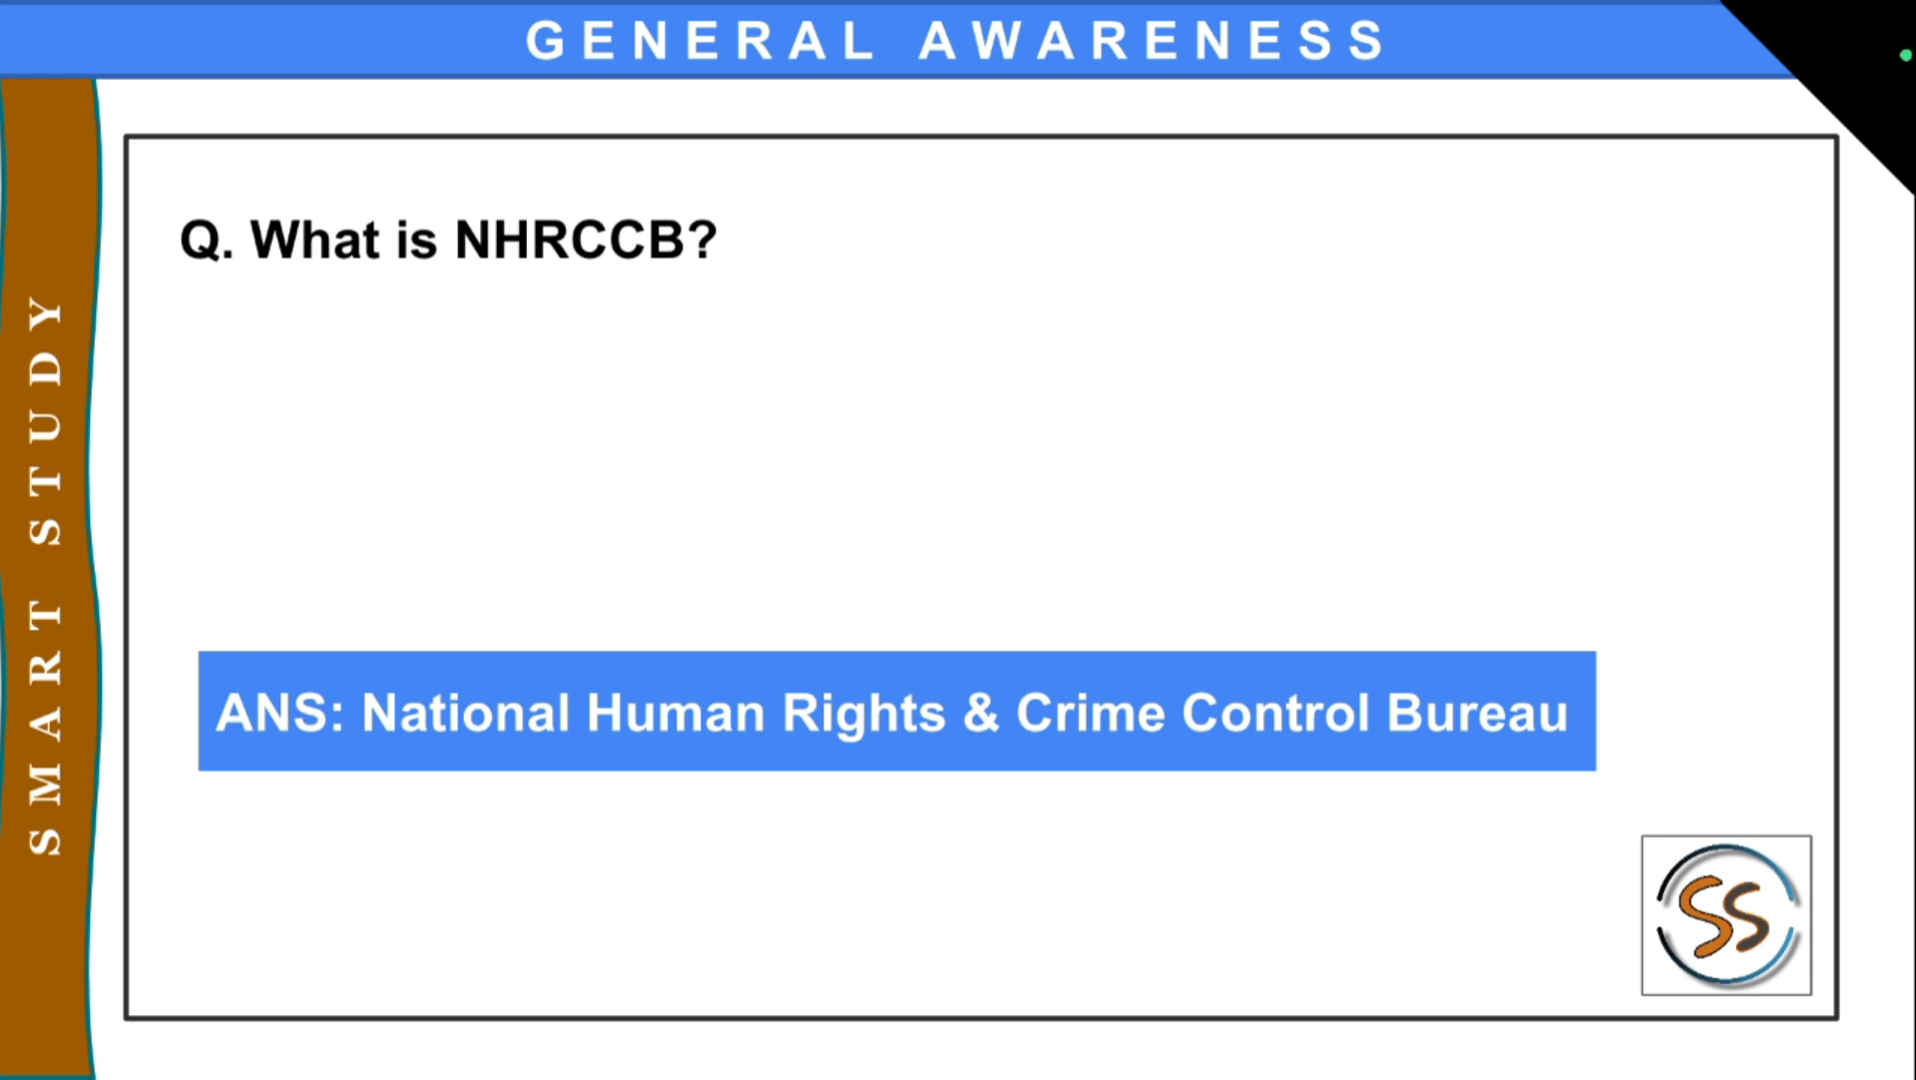 GENERAL AWARENESS
SMART STUDY
Q. What is NHRCCB?
ANS: National Human Rights & Crime Control Bureau
SS